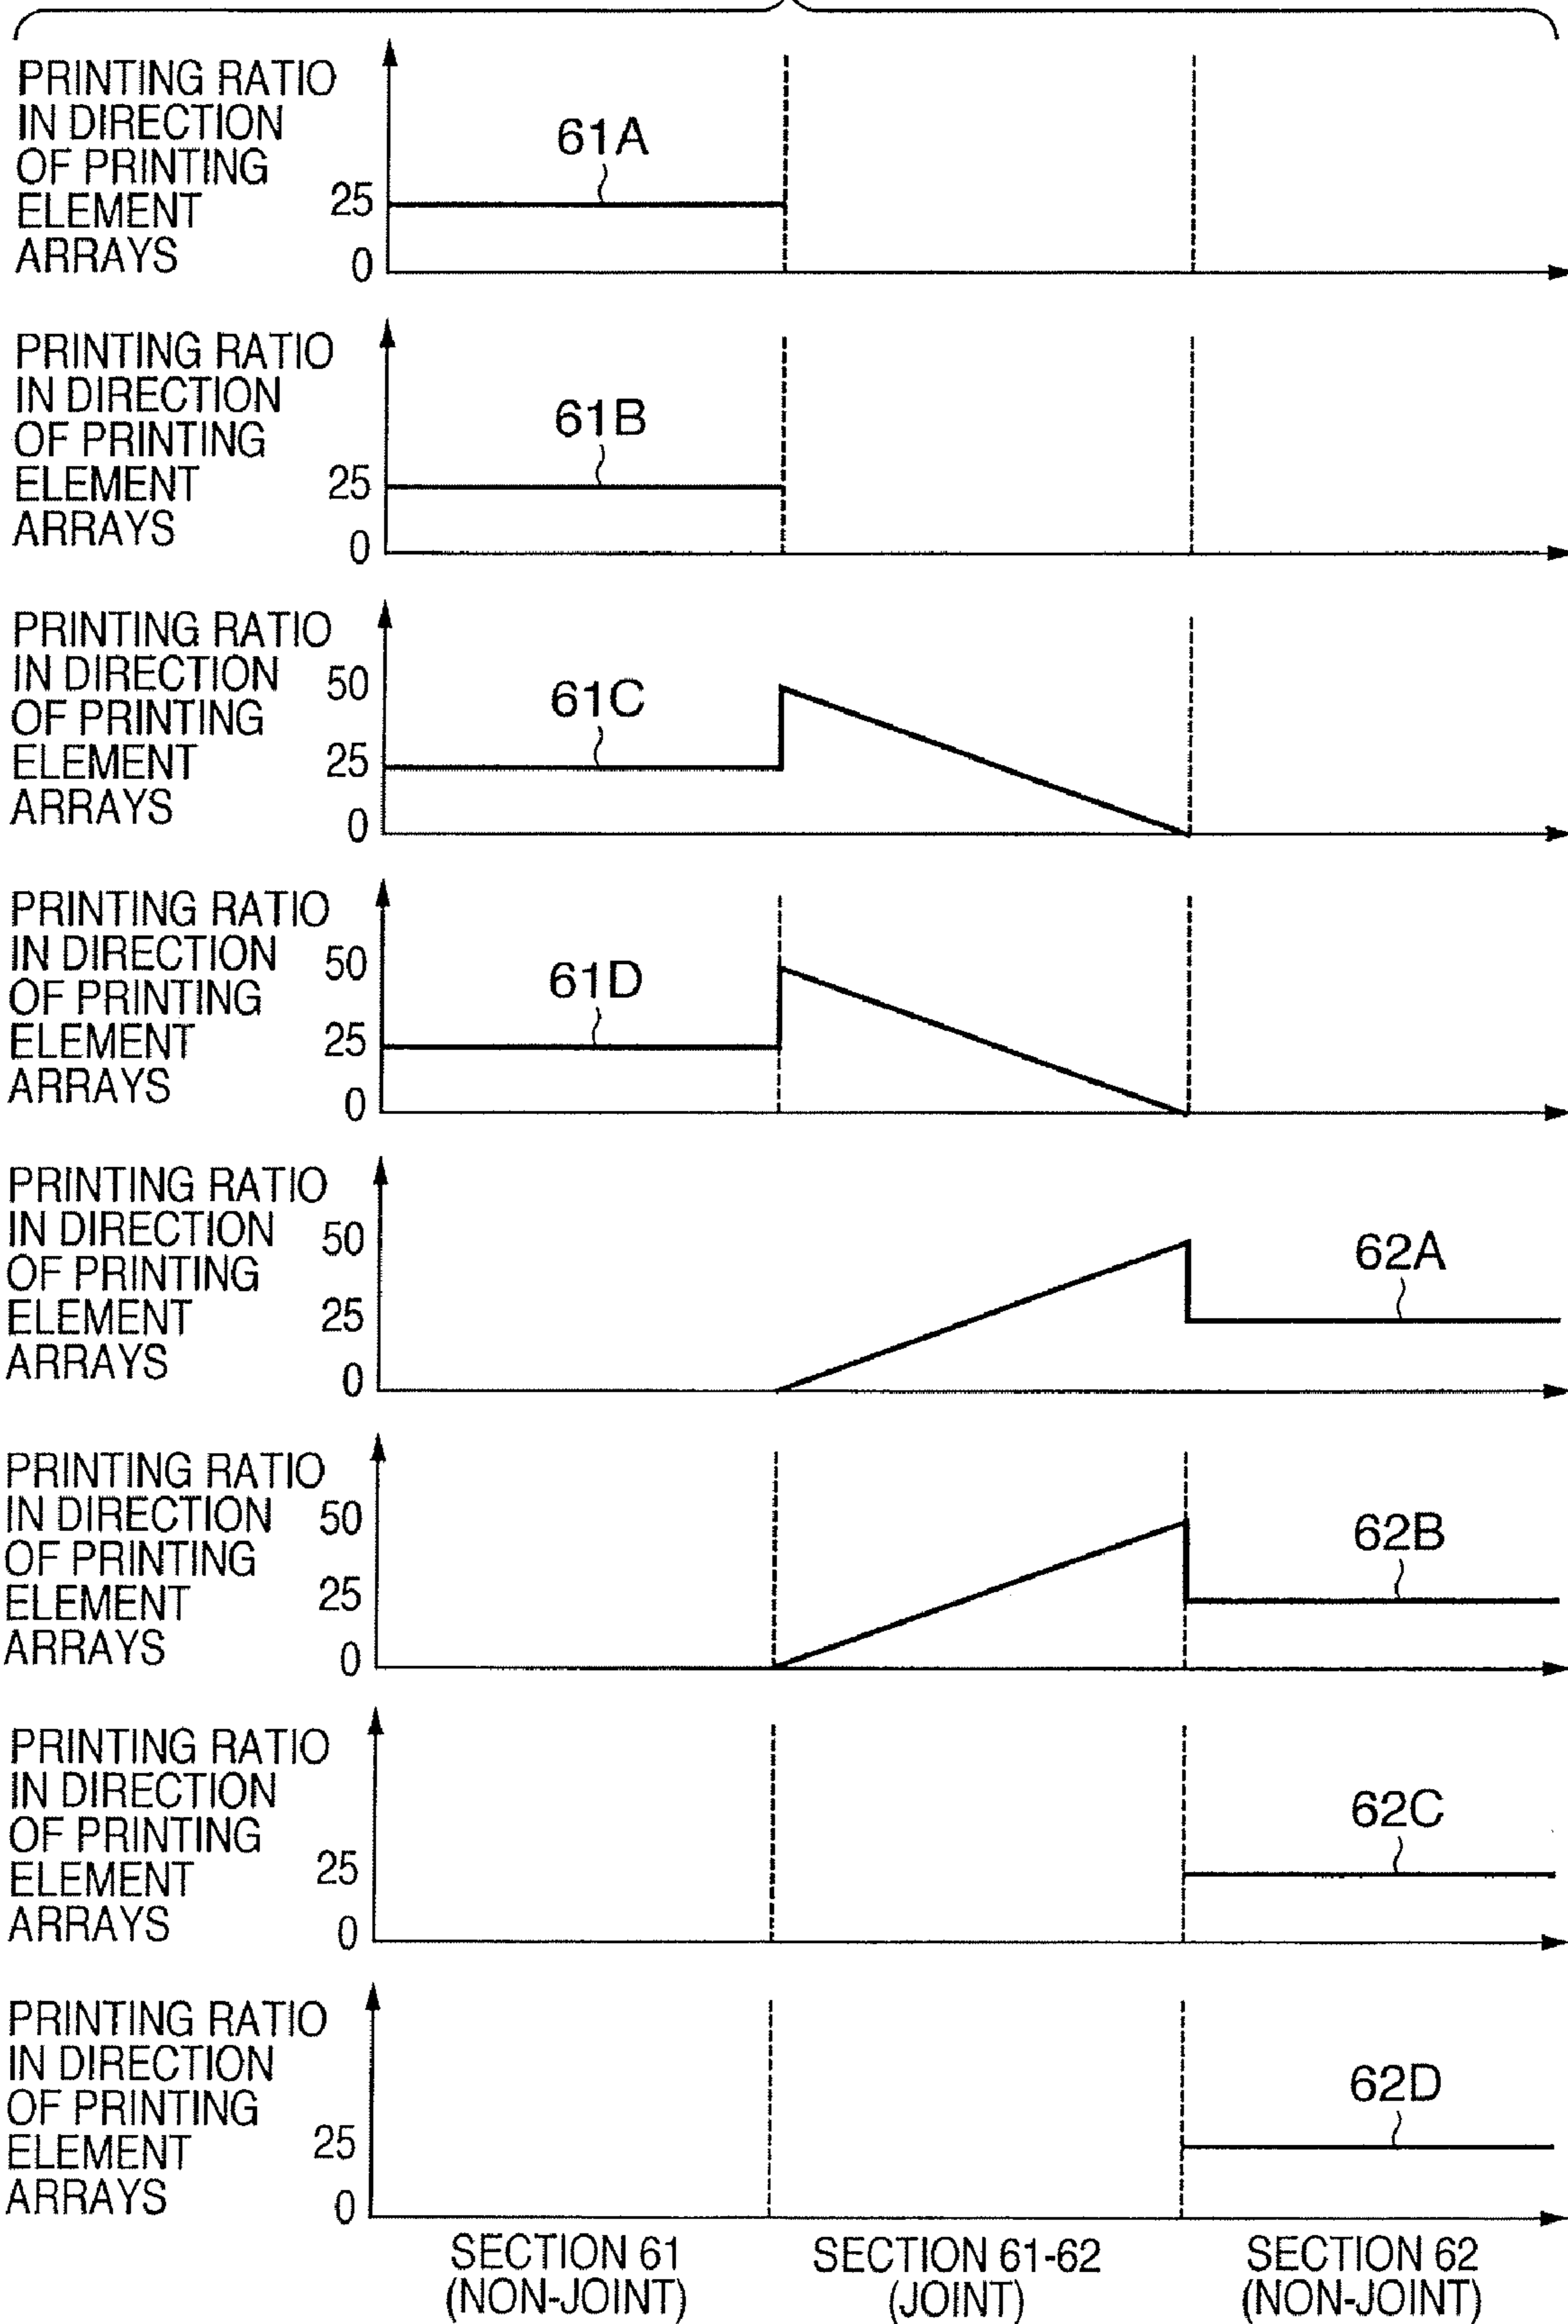 PRINTING RATIO
IN DIRECTION
OF PRINTING
ELEMENT
ARRAYS
61A
25
0
PRINTING RATIO
IN DIRECTION
OF PRINTING
ELEMENT
ARRAYS
61B
25
0
PRINTING RATIO
IN DIRECTION
OF PRINTING
ELEMENT
ARRAYS
50
61C
25
0
PRINTING RATIO
IN DIRECTION
OF PRINTING
ELEMENT
ARRAYS
50
61D
25
0
PRINTING RATIO
IN DIRECTION
OF PRINTING
ELEMENT
ARRAYS
50
62A
25
0
PRINTING RATIO
IN DIRECTION
OF PRINTING
ELEMENT
ARRAYS
50
62B
25
0
PRINTING RATIO
IN DIRECTION
OF PRINTING
ELEMENT
ARRAYS
62C
25
0
PRINTING RATIO
IN DIRECTION
OF PRINTING
ELEMENT
ARRAYS
62D
25
0
SECTION 61
(NON-JOINT)
SECTION 61-62
(JOINT)
SECTION 62
(NON-JOINT)